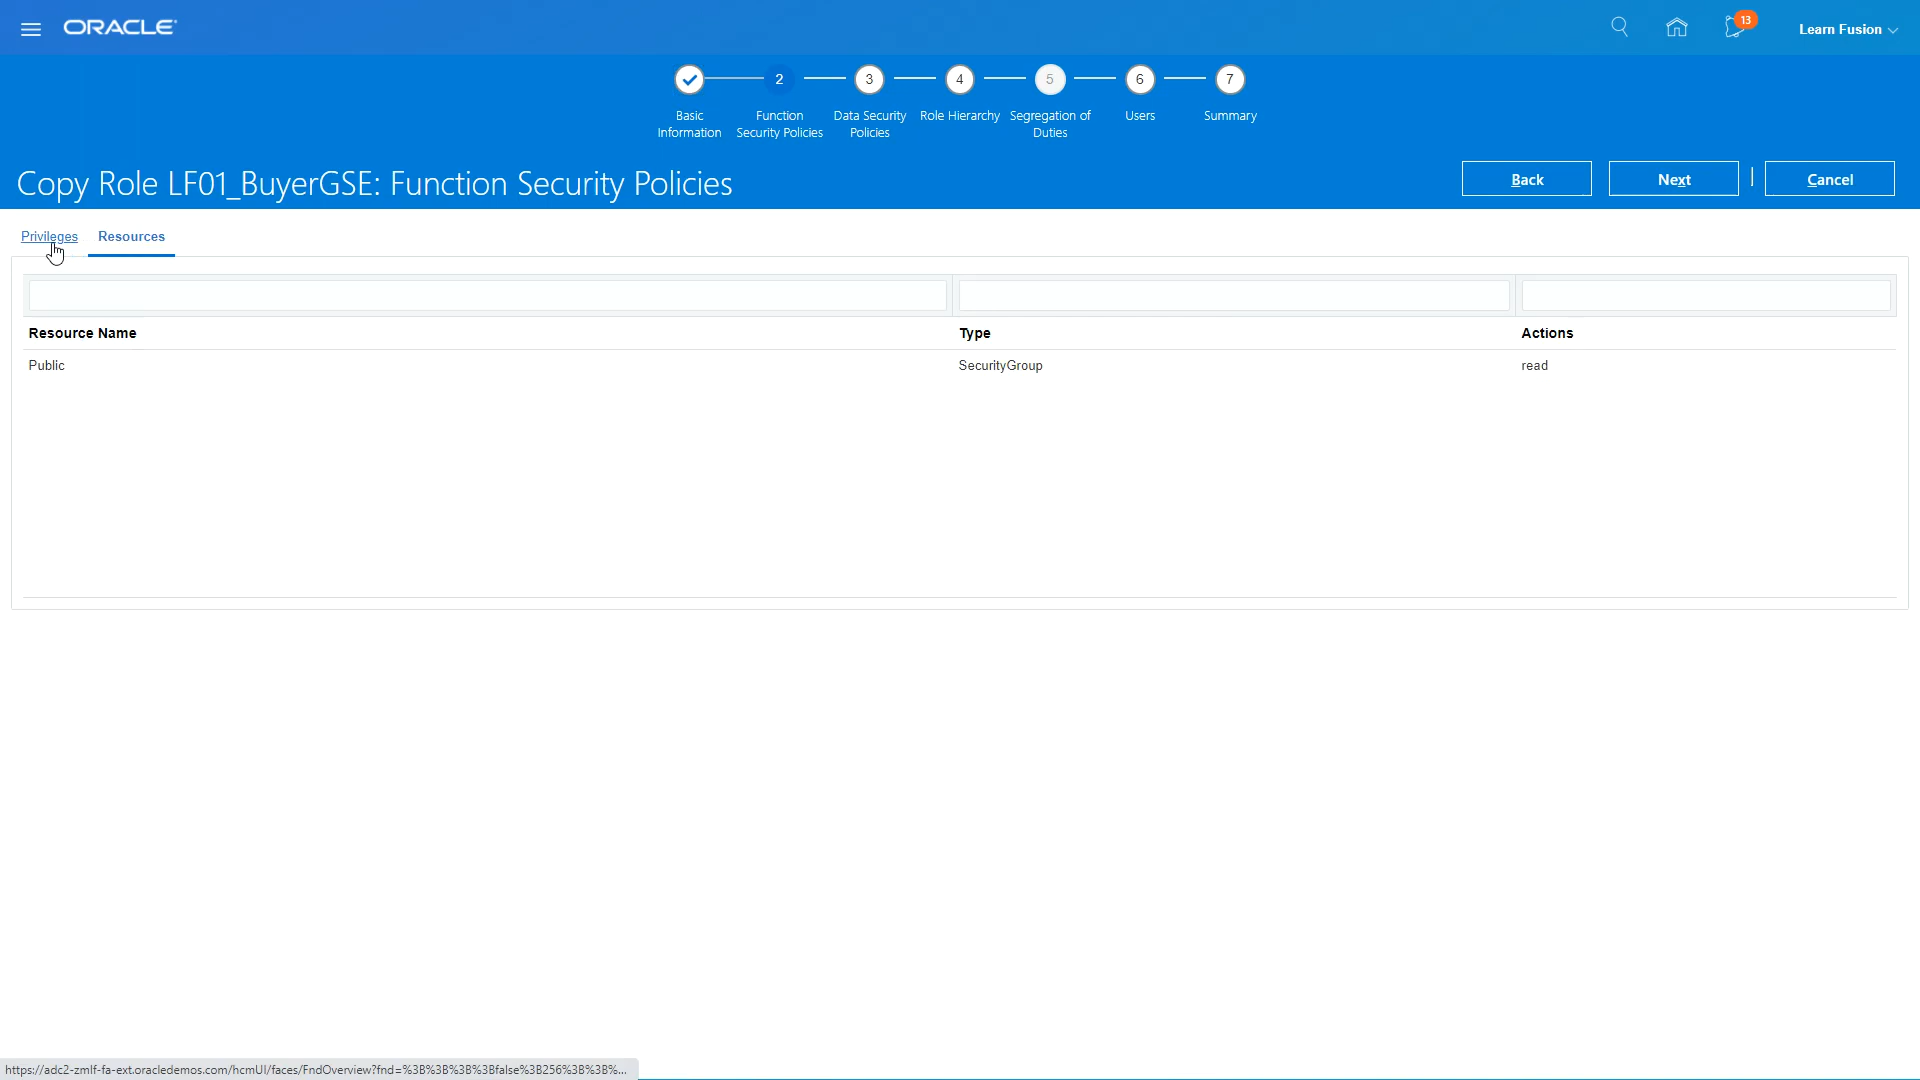 ORACLE
13
Learn Fusion
2
3
4
5
6
7
Basic Information
Function Security Policies
Data Security Policies
Role Hierarchy
Segregation of Duties
Users
Summary
Copy Role LF01_BuyerGSE: Function Security Policies
Back
Next
Cancel
Privileges
Resources
Resource Name
Type
Actions
Public
SecurityGroup
read
https://adc2-zmlf-fa-ext.oracledemos.com/hcmUI/faces/FndOverview?fnd=%3B%3B%3B%3Bfalse%3B256%3B%3B%...